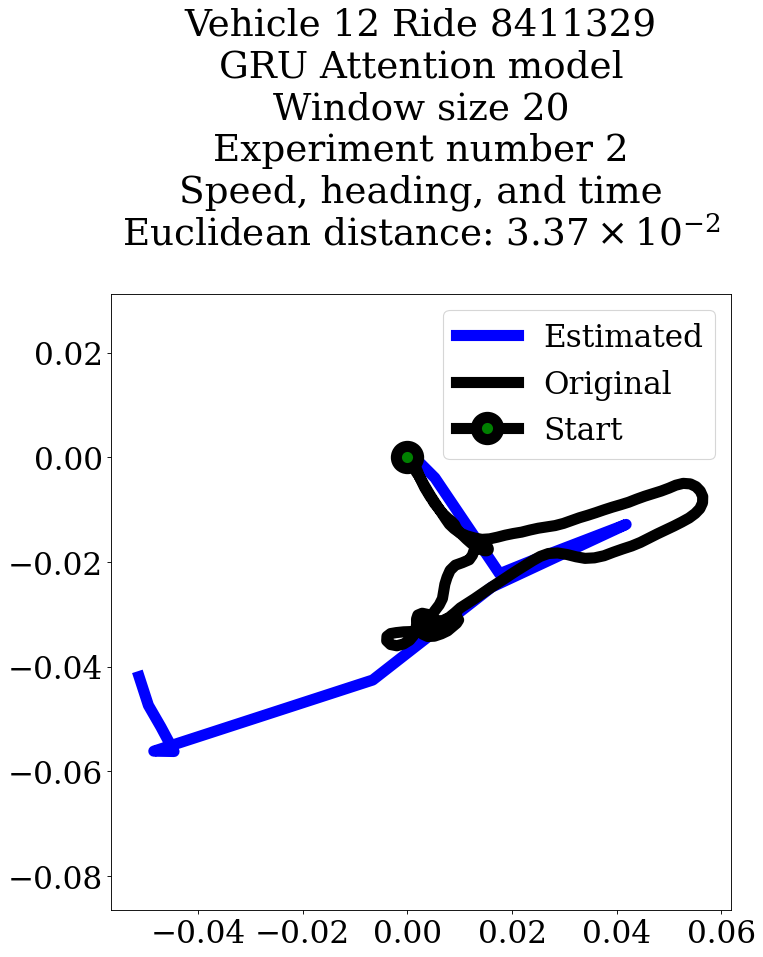 Vehicle 12 Ride 8411329
GRU Attention model
Window size 20
Experiment number 2
Speed, heading, and time
Euclidean distance: 3.37 × 10⁻²
Estimated
Original
Start
0.02
0.00
−0.02
−0.04
−0.06
−0.08
−0.04 −0.02 0.00 0.02 0.04 0.06